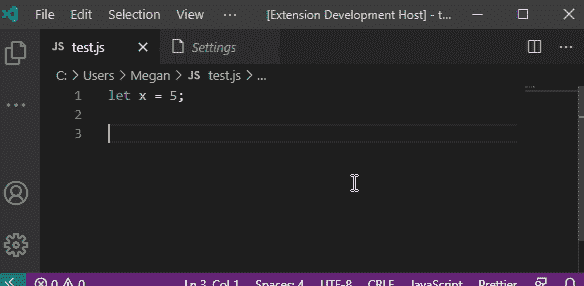 File Edit Selection View ··· [Extension Development Host] - t...
JS test.js Settings ···
C: > Users > Megan > JS test.js > ...
1 let x = 5;
2
3
0 0 Ln 3, Col 1 Spaces: 4 UTF-8 CRLF JavaScript Prettier